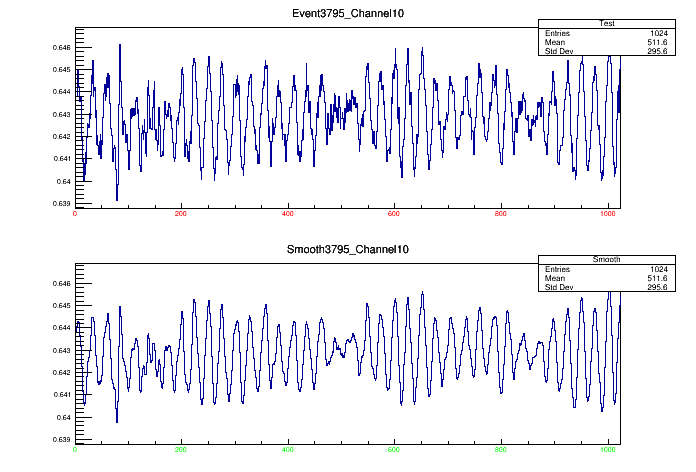 Event3795_Channel10
Test
Entries 1024
Mean 511.6
Std Dev 295.6
0.646
0.645
0.644
0.643
0.642
0.641
0.64
0.639
0 200 400 600 800 1000
Smooth3795_Channel10
Smooth
Entries 1024
Mean 511.6
Std Dev 295.6
0.646
0.645
0.644
0.643
0.642
0.641
0.64
0.639
0 200 400 600 800 1000